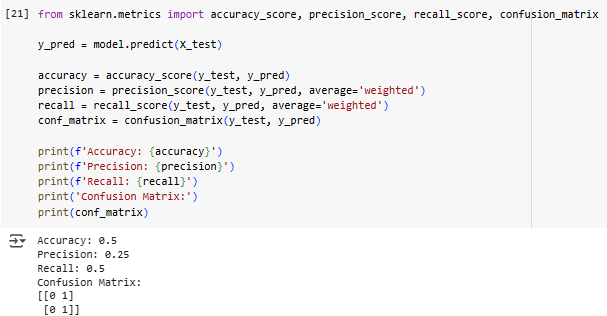 [21] from sklearn.metrics import accuracy_score, precision_score, recall_score, confusion_matrix
y_pred = model.predict(X_test)
accuracy = accuracy_score(y_test, y_pred)
precision = precision_score(y_test, y_pred, average='weighted')
recall = recall_score(y_test, y_pred, average='weighted')
conf_matrix = confusion_matrix(y_test, y_pred)
print(f'Accuracy: {accuracy}')
print(f'Precision: {precision}')
print(f'Recall: {recall}')
print('Confusion Matrix:')
print(conf_matrix)
Accuracy: 0.5
Precision: 0.25
Recall: 0.5
Confusion Matrix:
[[0 1]
 [0 1]]